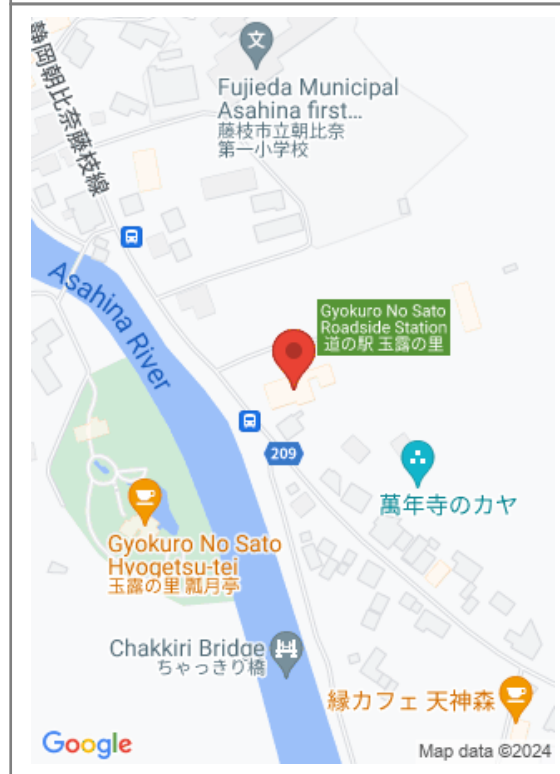 静岡朝比奈藤枝線
Fujieda Municipal
Asahina first...
藤枝市立朝比奈
第一小学校
Asahina River
Gyokuro No Sato
Roadside Station
道の駅 玉露の里
209
萬年寺のカヤ
Gyokuro No Sato
Hyogetsu-tei
玉露の里 瓢月亭
Chakkiri Bridge
ちゃっきり橋
縁カフェ 天神森
Google
Map data ©2024